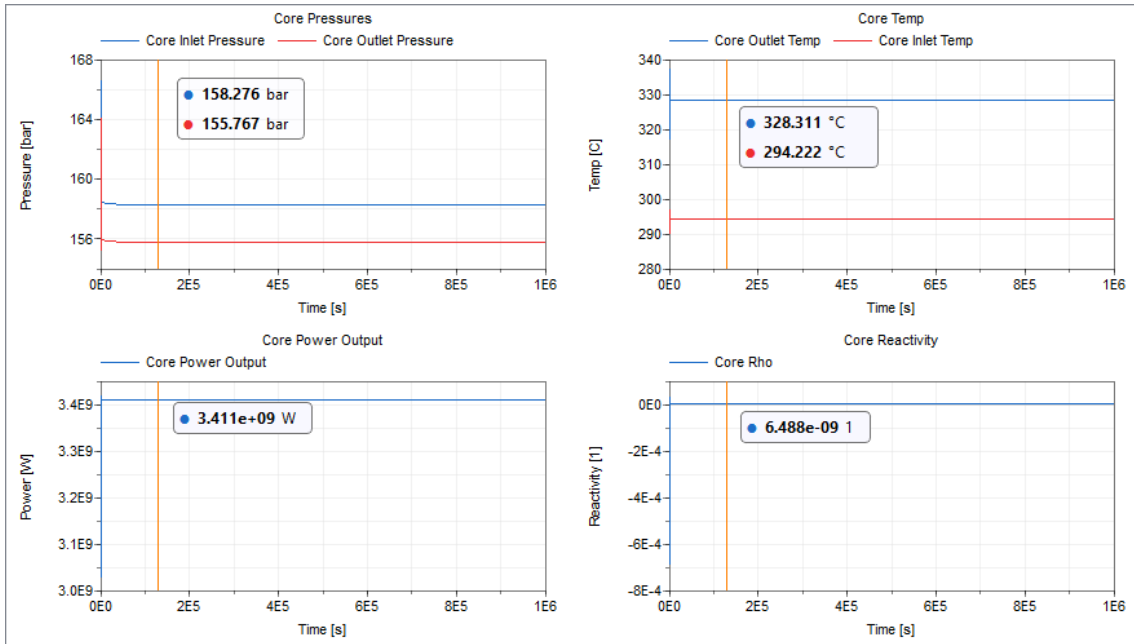 Core Pressures
Core Inlet Pressure Core Outlet Pressure
168
164
160
156
Pressure [bar]
158.276 bar
155.767 bar
0E0 2E5 4E5 6E5 8E5 1E6
Time [s]
Core Temp
Core Outlet Temp Core Inlet Temp
340
330
320
310
300
290
280
Temp [C]
328.311 °C
294.222 °C
0E0 2E5 4E5 6E5 8E5 1E6
Time [s]
Core Power Output
Core Power Output
3.4E9
3.3E9
3.2E9
3.1E9
3.0E9
Power [W]
3.411e+09 W
0E0 2E5 4E5 6E5 8E5 1E6
Time [s]
Core Reactivity
Core Rho
0E0
-2E-4
-4E-4
-6E-4
-8E-4
Reactivity [1]
6.488e-09 1
0E0 2E5 4E5 6E5 8E5 1E6
Time [s]